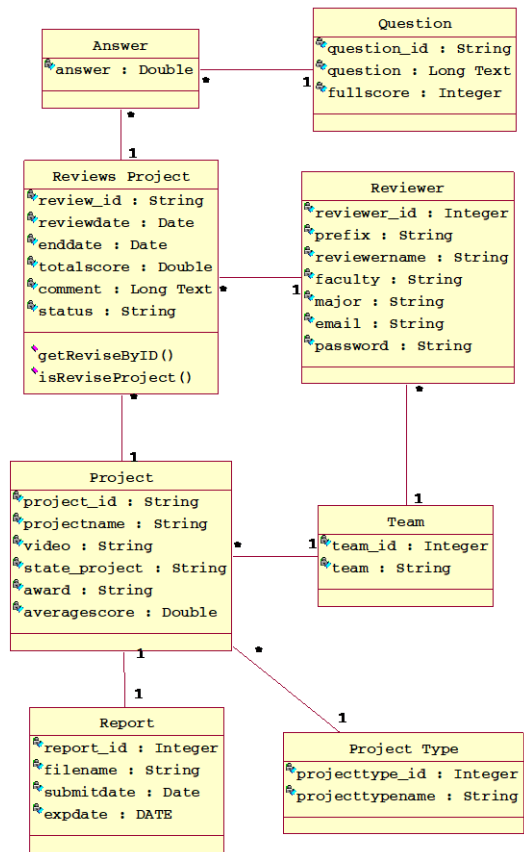 Question
question_id : String
question : Long Text
fullscore : Integer
Answer
answer : Double
*
1
*
1
Reviews Project
review_id : String
reviewdate : Date
enddate : Date
totalscore : Double
comment : Long Text
status : String
getReviseByID()
isReviseProject()
Reviewer
reviewer_id : Integer
prefix : String
reviewername : String
faculty : String
major : String
email : String
password : String
*
1
*
1
*
1
Project
project_id : String
projectname : String
video : String
state_project : String
award : String
averagescore : Double
Team
team_id : Integer
team : String
*
1
1
1
*
1
Report
report_id : Integer
filename : String
submitdate : Date
expdate : DATE
Project Type
projecttype_id : Integer
projecttypename : String